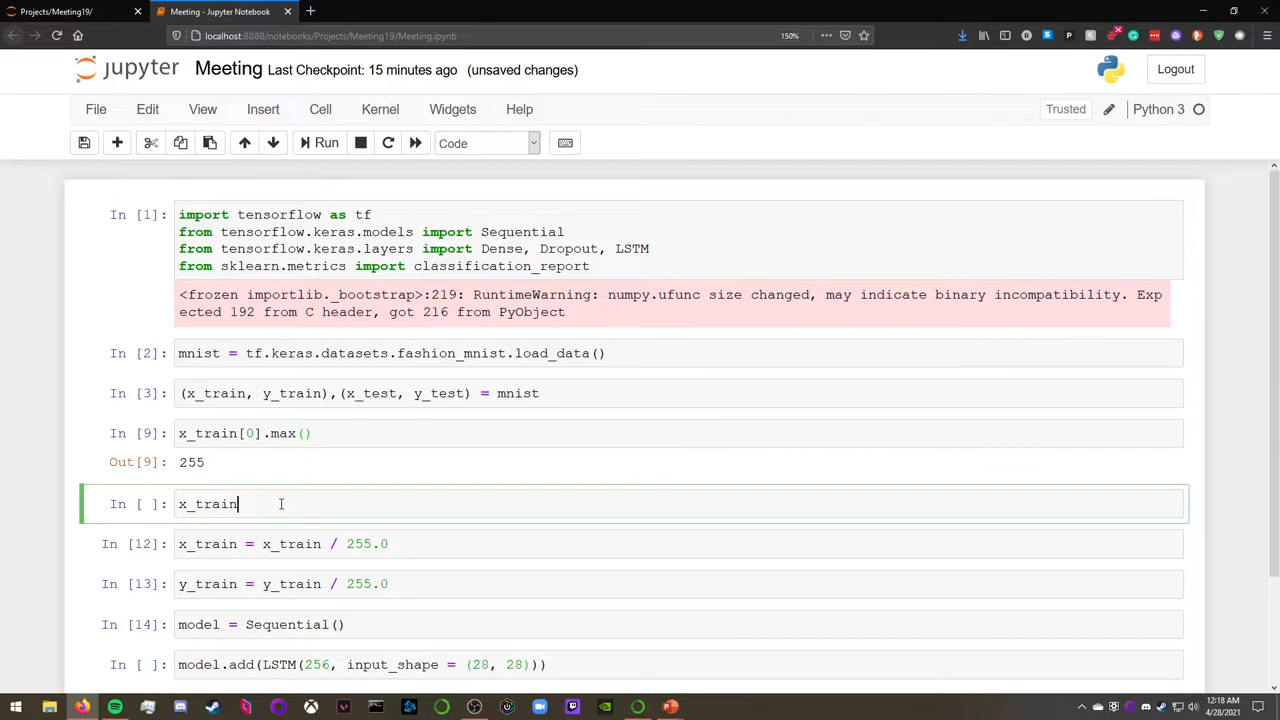 Projects/Meeting19/
Meeting - Jupyter Notebook
localhost:8888/notebooks/Projects/Meeting19/Meeting.ipynb
150%
jupyter Meeting Last Checkpoint: 15 minutes ago (unsaved changes)
Logout
File Edit View Insert Cell Kernel Widgets Help
Trusted Python 3
Run Code
In [1]: import tensorflow as tf
from tensorflow.keras.models import Sequential
from tensorflow.keras.layers import Dense, Dropout, LSTM
from sklearn.metrics import classification_report
<frozen importlib._bootstrap>:219: RuntimeWarning: numpy.ufunc size changed, may indicate binary incompatibility. Exp
ected 192 from C header, got 216 from PyObject
In [2]: mnist = tf.keras.datasets.fashion_mnist.load_data()
In [3]: (x_train, y_train),(x_test, y_test) = mnist
In [9]: x_train[0].max()
Out[9]: 255
In [ ]: x_train
In [12]: x_train = x_train / 255.0
In [13]: y_train = y_train / 255.0
In [14]: model = Sequential()
In [ ]: model.add(LSTM(256, input_shape = (28, 28)))
12:18 AM
4/28/2021